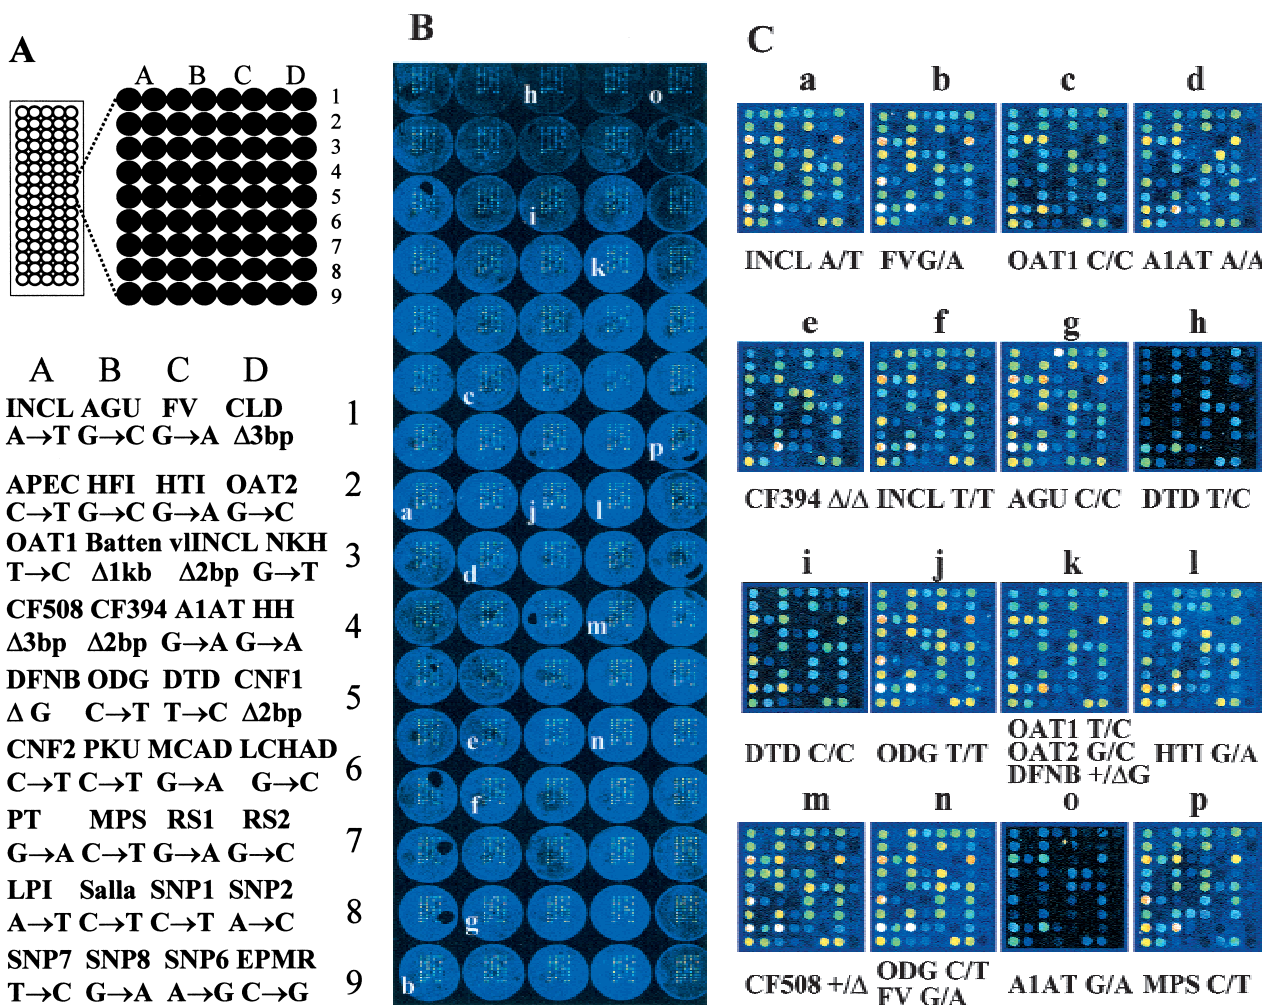 A
A B C D
1
2
3
4
5
6
7
8
9
A B C D
INCL AGU FV CLD
A→T G→C G→A Δ3bp
1
APEC HFI HTI OAT2
C→T G→C G→A G→C
2
OAT1 Batten vlINCL NKH
T→C Δ1kb Δ2bp G→T
3
CF508 CF394 A1AT HH
Δ3bp Δ2bp G→A G→A
4
DFNB ODG DTD CNF1
Δ G C→T T→C Δ2bp
5
CNF2 PKU MCAD LCHAD
C→T C→T G→A G→C
6
PT MPS RS1 RS2
G→A C→T G→A G→C
7
LPI Salla SNP1 SNP2
A→T C→T C→T A→C
8
SNP7 SNP8 SNP6 EPMR
T→C G→A A→G C→G
9
B
h o
i
k
c
p
a j l
d
m
e n
f
g
b
C
a b c d
INCL A/T FVG/A OAT1 C/C A1AT A/A
e f g h
CF394 Δ/Δ INCL T/T AGU C/C DTD T/C
i j k l
DTD C/C ODG T/T OAT1 T/C HTI G/A
OAT2 G/C
DFNB +/ΔG
m n o p
CF508 +/Δ ODG C/T A1AT G/A MPS C/T
FV G/A